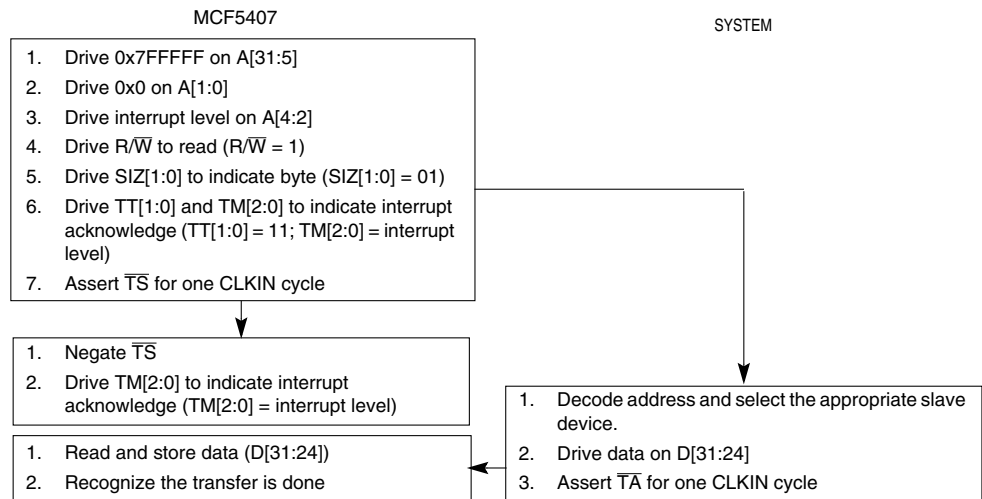 MCF5407
SYSTEM
1. Drive 0x7FFFFF on A[31:5]
2. Drive 0x0 on A[1:0]
3. Drive interrupt level on A[4:2]
4. Drive R/W̅ to read (R/W̅ = 1)
5. Drive SIZ[1:0] to indicate byte (SIZ[1:0] = 01)
6. Drive TT[1:0] and TM[2:0] to indicate interrupt
acknowledge (TT[1:0] = 11; TM[2:0] = interrupt
level)
7. Assert T̅S̅ for one CLKIN cycle
1. Negate T̅S̅
2. Drive TM[2:0] to indicate interrupt
acknowledge (TM[2:0] = interrupt level)
1. Decode address and select the appropriate slave
device.
2. Drive data on D[31:24]
3. Assert T̅A̅ for one CLKIN cycle
1. Read and store data (D[31:24])
2. Recognize the transfer is done